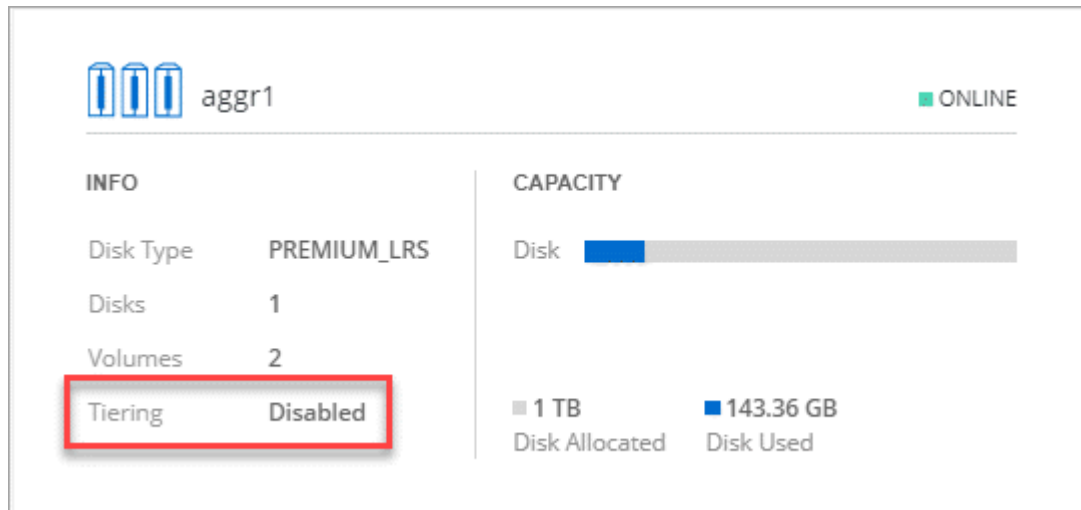 aggr1
ONLINE
INFO
Disk Type PREMIUM_LRS
Disks 1
Volumes 2
Tiering Disabled
CAPACITY
Disk
1 TB
Disk Allocated
143.36 GB
Disk Used